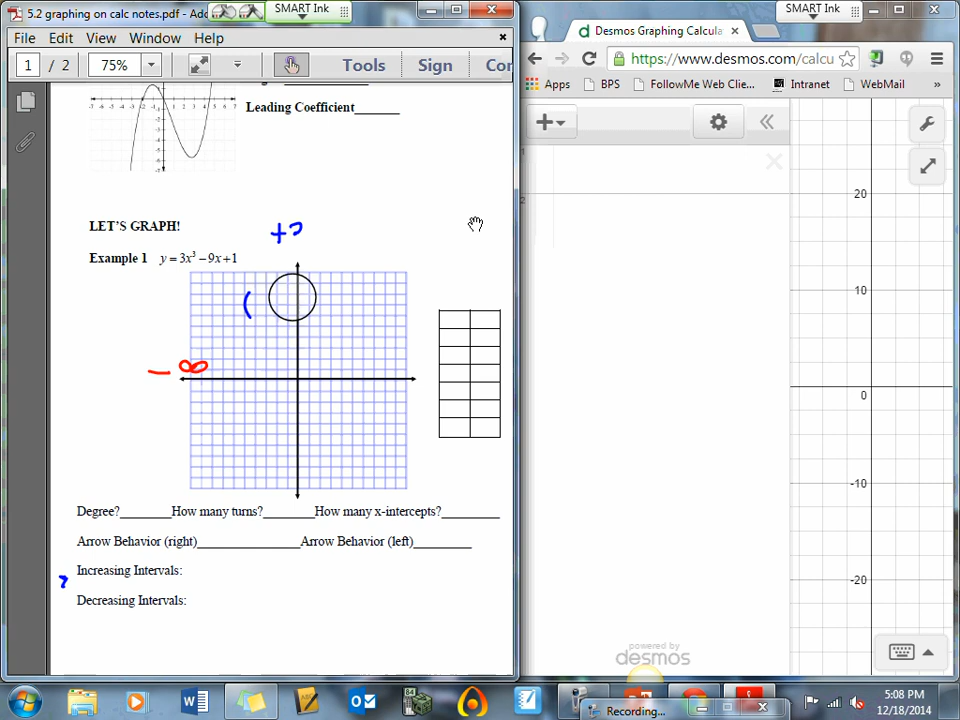 5.2 graphing on calc notes.pdf - Ado
SMART Ink
File Edit View Window Help
1 / 2 75% Tools Sign Con
Leading Coefficient______
LET'S GRAPH!
Example 1 y = 3x³ − 9x + 1
− ∞
Degree?________How many turns?________How many x-intercepts?_________
Arrow Behavior (right)________________Arrow Behavior (left)_________
Increasing Intervals:
Decreasing Intervals:
SMART Ink
Desmos Graphing Calcula
https://www.desmos.com/calcu
Apps BPS FollowMe Web Clie... Intranet WebMail »
1
2
20
10
0
-10
-20
powered by
desmos
Recording...
5:08 PM
12/18/2014